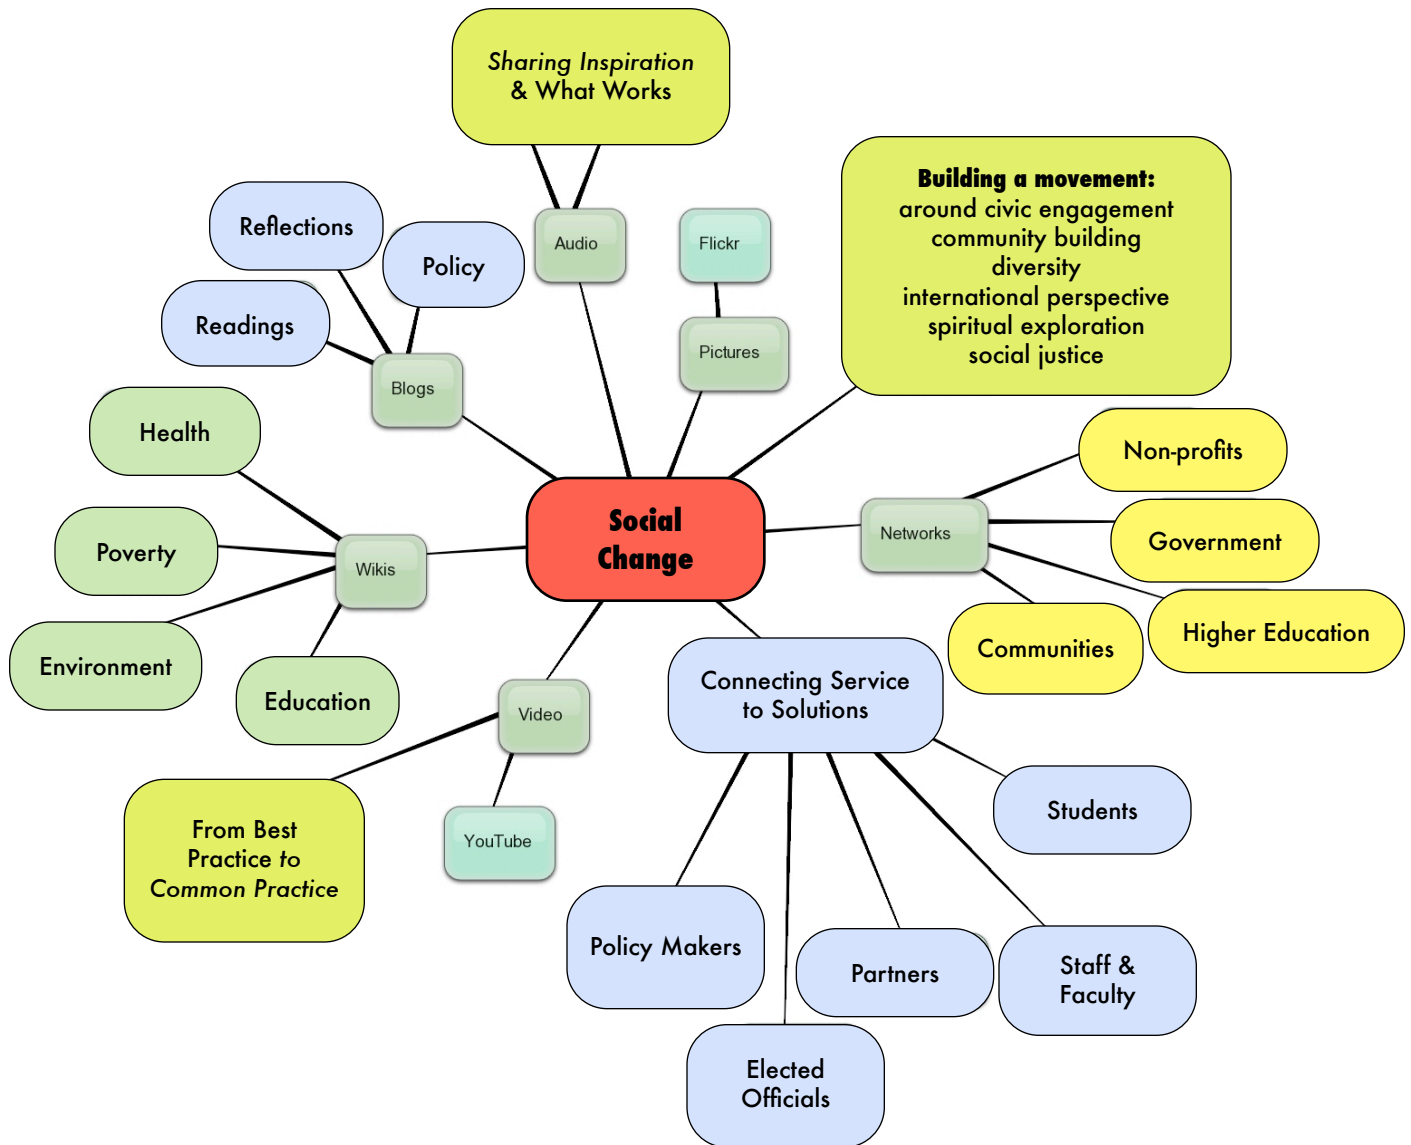 Sharing Inspiration
& What Works
Building a movement:
around civic engagement
community building
diversity
international perspective
spiritual exploration
social justice
Reflections
Policy
Readings
Audio
Flickr
Pictures
Blogs
Health
Poverty
Environment
Education
Wikis
Social
Change
Networks
Non-profits
Government
Higher Education
Communities
Connecting Service
to Solutions
Video
YouTube
From Best
Practice to
Common Practice
Students
Policy Makers
Partners
Staff &
Faculty
Elected
Officials